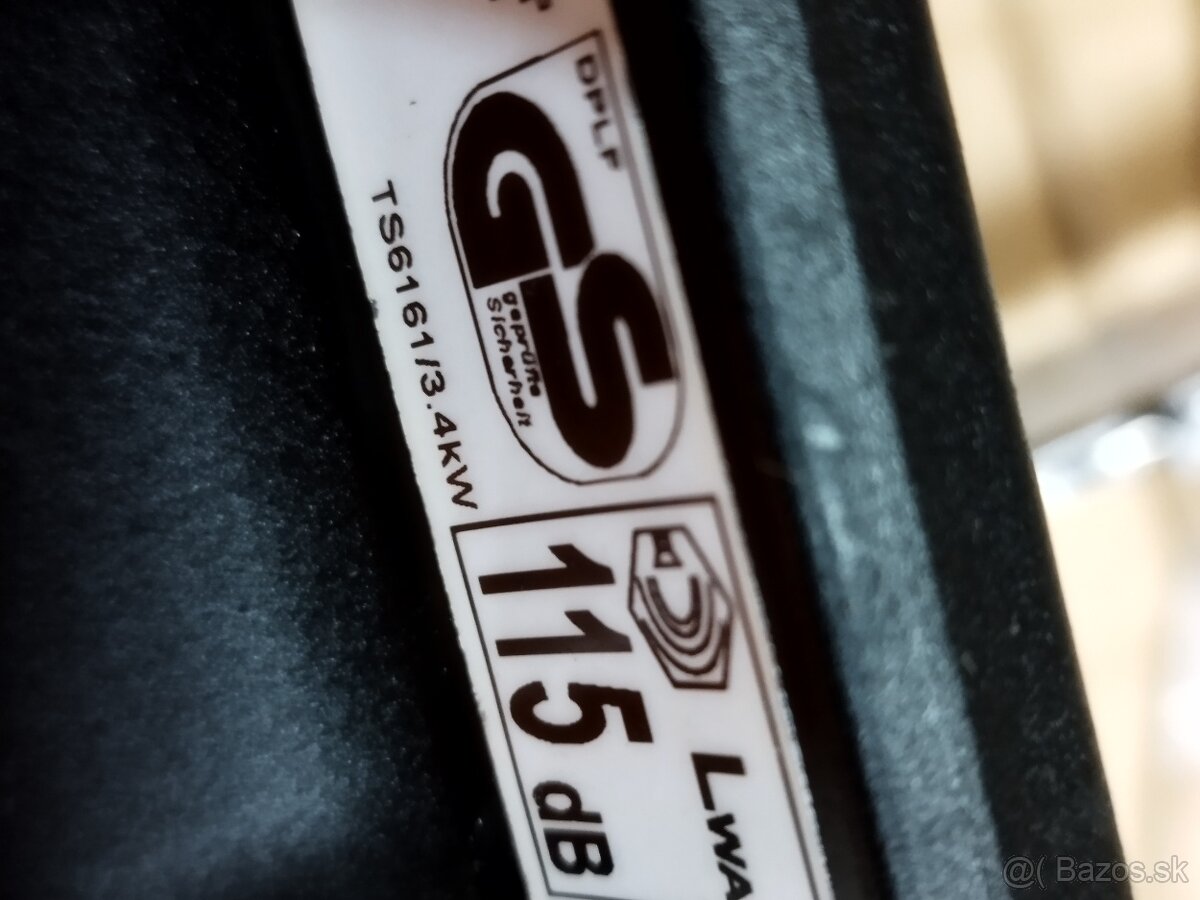 DPLF
GS
geprüfte
Sicherheit
TS6161/3.4kW
LWA
115 dB
@( Bazos.sk